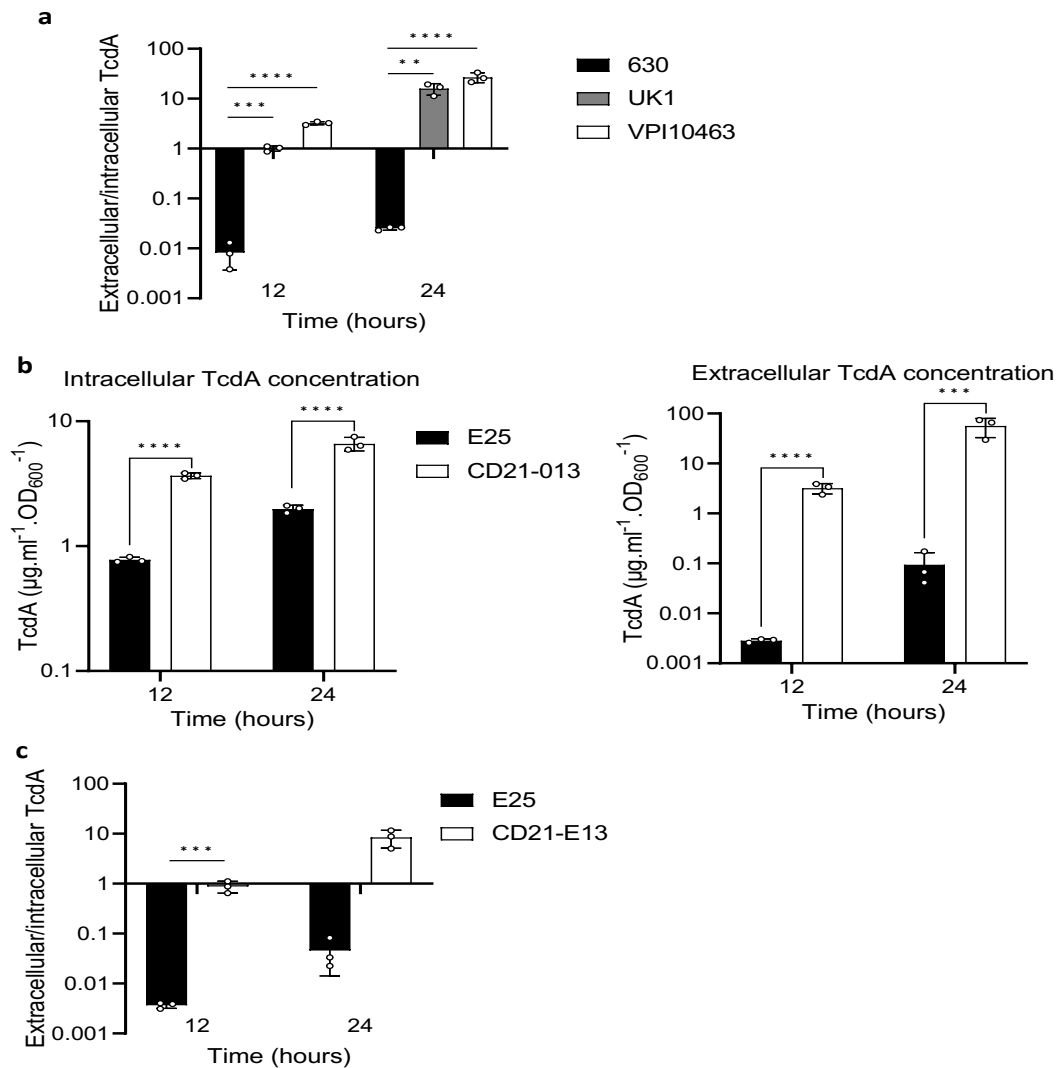 a
Extracellular/intracellular TcdA
100
10
1
0.1
0.01
0.001
****
***
****
**
12
24
Time (hours)
630
UK1
VPI10463
b
Intracellular TcdA concentration
TcdA (µg.ml⁻¹.OD₆₀₀⁻¹)
10
1
0.1
****
****
12
24
Time (hours)
E25
CD21-013
Extracellular TcdA concentration
TcdA (µg.ml⁻¹.OD₆₀₀⁻¹)
100
10
1
0.1
0.01
0.001
****
***
12
24
Time (hours)
c
Extracellular/intracellular TcdA
100
10
1
0.1
0.01
0.001
***
12
24
Time (hours)
E25
CD21-E13